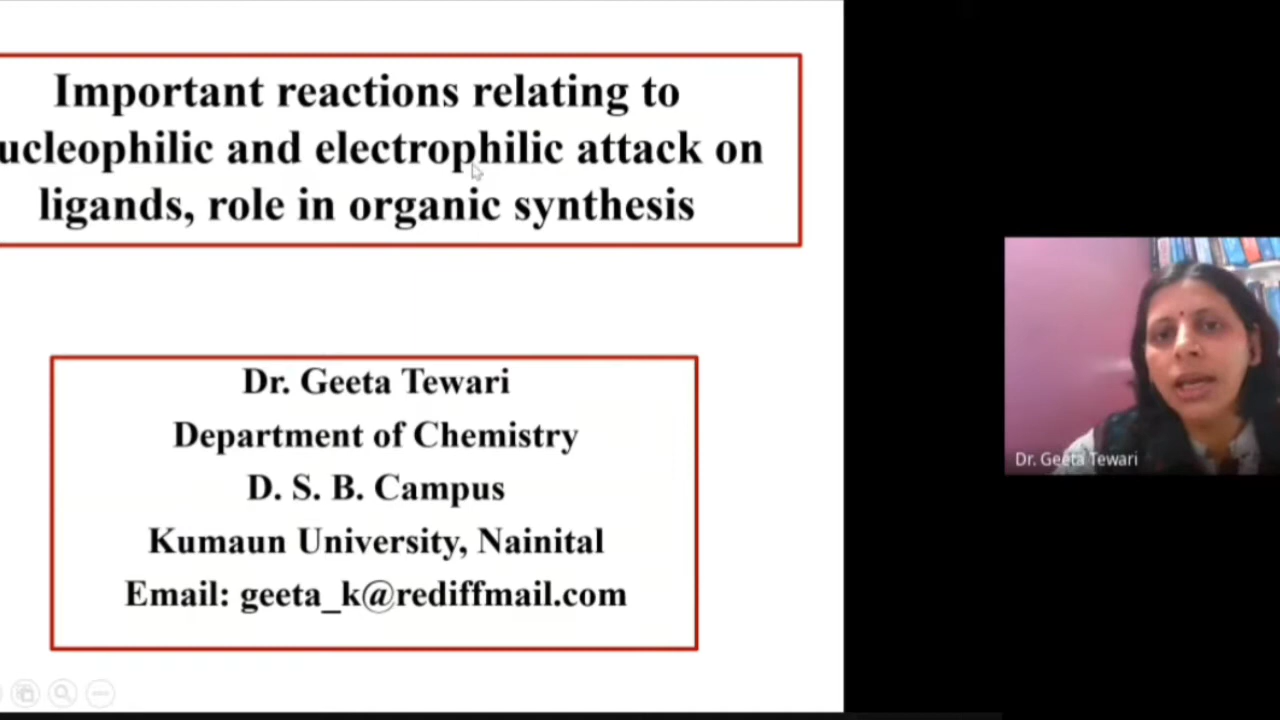 Important reactions relating to
ucleophilic and electrophilic attack on
ligands, role in organic synthesis
Dr. Geeta Tewari
Department of Chemistry
D. S. B. Campus
Kumaun University, Nainital
Email: geeta_k@rediffmail.com
Dr. Geeta Tewari